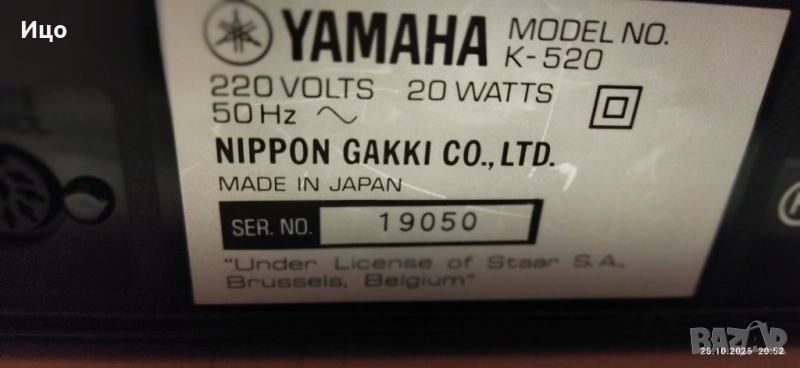 Ицо
YAMAHA MODEL NO. K-520
220 VOLTS 20 WATTS
50 Hz
NIPPON GAKKI CO., LTD.
MADE IN JAPAN
SER. NO. 19050
"Under License of Staar S.A.,
Brussels, Belgium"
BAZAR
28.10.2025 20:52